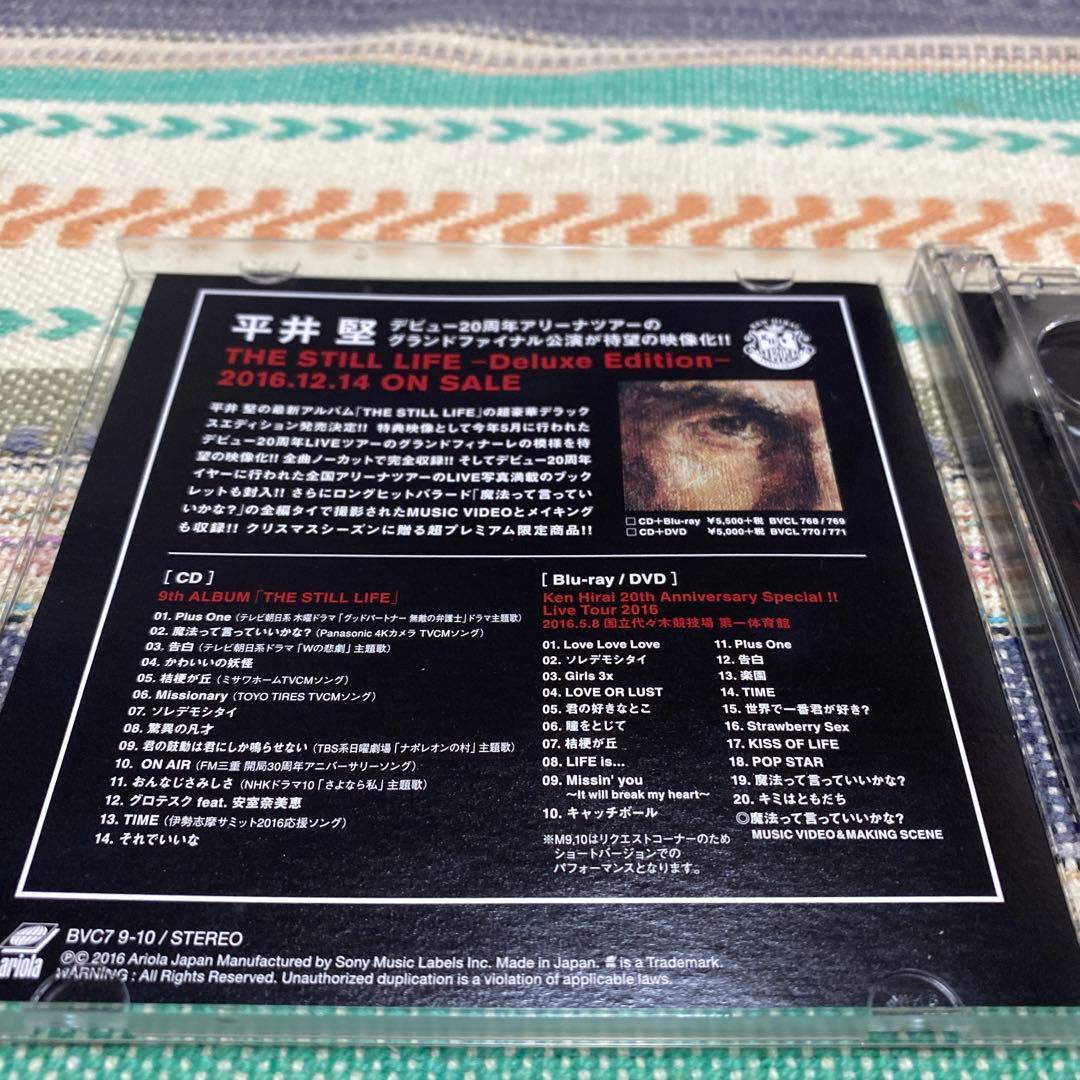 平井 堅
デビュー20周年アリーナツアーの
グランドファイナル公演が待望の映像化!!
THE STILL LIFE -Deluxe Edition-
2016.12.14 ON SALE
平井 堅の最新アルバム「THE STILL LIFE」の超豪華デラック
スエディション発売決定!! 特典映像として今年5月に行われた
デビュー20周年LIVEツアーのグランドフィナーレの模様を待
望の映像化!! 全曲ノーカットで完全収録!! そしてデビュー20周年
イヤーに行われた全国アリーナツアーのLIVE写真満載のブック
レットも封入!! さらにロングヒットバラード「魔法って言ってい
いかな?」の全編タイで撮影されたMUSIC VIDEOとメイキング
も収録!! クリスマスシーズンに贈る超プレミアム限定商品!!
□ CD+Blu-ray ¥5,500+税 BVCL 768 / 769
□ CD+DVD ¥5,000+税 BVCL 770 / 771
[ CD ]
9th ALBUM「THE STILL LIFE」
01. Plus One（テレビ朝日系 木曜ドラマ「グッドパートナー 無敵の弁護士」ドラマ主題歌）
02. 魔法って言っていいかな?（Panasonic 4Kカメラ TVCMソング）
03. 告白（テレビ朝日系ドラマ「Wの悲劇」主題歌）
04. かわいいの妖怪
05. 桔梗が丘（ミサワホームTVCMソング）
06. Missionary（TOYO TIRES TVCMソング）
07. ソレデモシタイ
08. 驚異の凡才
09. 君の鼓動は君にしか鳴らせない（TBS系日曜劇場「ナポレオンの村」主題歌）
10. ON AIR（FM三重 開局30周年アニバーサリーソング）
11. おんなじさみしさ（NHKドラマ10「さよなら私」主題歌）
12. グロテスク feat. 安室奈美恵
13. TIME（伊勢志摩サミット2016応援ソング）
14. それでいいな
[ Blu-ray / DVD ]
Ken Hirai 20th Anniversary Special !!
Live Tour 2016
2016.5.8 国立代々木競技場 第一体育館
01. Love Love Love
02. ソレデモシタイ
03. Girls 3x
04. LOVE OR LUST
05. 君の好きなとこ
06. 瞳をとじて
07. 桔梗が丘
08. LIFE is...
09. Missin' you
〜It will break my heart〜
10. キャッチボール
※M9,10はリクエストコーナーのため
ショートバージョンでの
パフォーマンスとなります。
11. Plus One
12. 告白
13. 楽園
14. TIME
15. 世界で一番君が好き?
16. Strawberry Sex
17. KISS OF LIFE
18. POP STAR
19. 魔法って言っていいかな?
20. キミはともだち
◎魔法って言っていいかな?
MUSIC VIDEO&MAKING SCENE
ariola
BVC7 9-10 / STEREO
ⓅⒸ 2016 Ariola Japan Manufactured by Sony Music Labels Inc. Made in Japan. is a Trademark.
WARNING : All Rights Reserved. Unauthorized duplication is a violation of applicable laws.